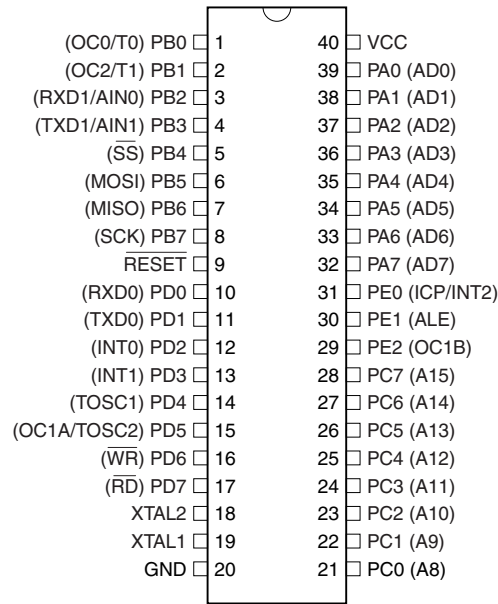 (OC0/T0) PB0 1 40 VCC
(OC2/T1) PB1 2 39 PA0 (AD0)
(RXD1/AIN0) PB2 3 38 PA1 (AD1)
(TXD1/AIN1) PB3 4 37 PA2 (AD2)
(S̅S̅) PB4 5 36 PA3 (AD3)
(MOSI) PB5 6 35 PA4 (AD4)
(MISO) PB6 7 34 PA5 (AD5)
(SCK) PB7 8 33 PA6 (AD6)
R̅E̅S̅E̅T̅ 9 32 PA7 (AD7)
(RXD0) PD0 10 31 PE0 (ICP/INT2)
(TXD0) PD1 11 30 PE1 (ALE)
(INT0) PD2 12 29 PE2 (OC1B)
(INT1) PD3 13 28 PC7 (A15)
(TOSC1) PD4 14 27 PC6 (A14)
(OC1A/TOSC2) PD5 15 26 PC5 (A13)
(W̅R̅) PD6 16 25 PC4 (A12)
(R̅D̅) PD7 17 24 PC3 (A11)
XTAL2 18 23 PC2 (A10)
XTAL1 19 22 PC1 (A9)
GND 20 21 PC0 (A8)